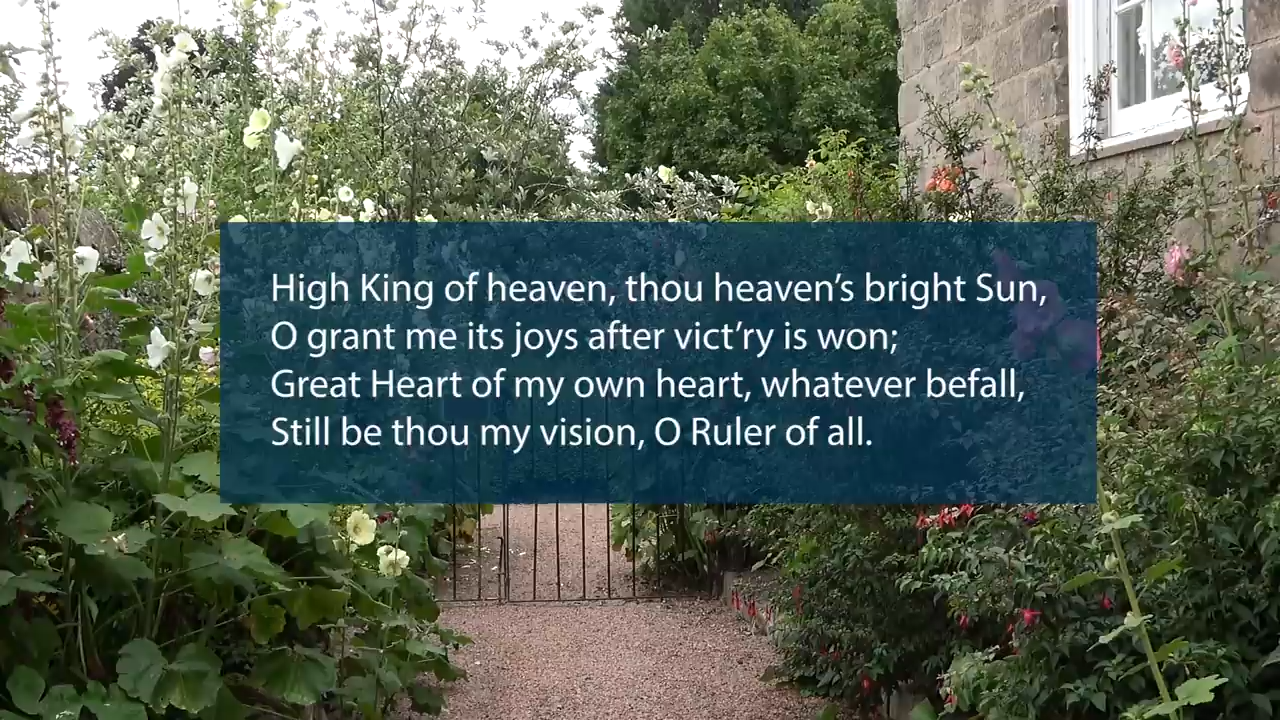 High King of heaven, thou heaven’s bright Sun,
O grant me its joys after vict’ry is won;
Great Heart of my own heart, whatever befall,
Still be thou my vision, O Ruler of all.